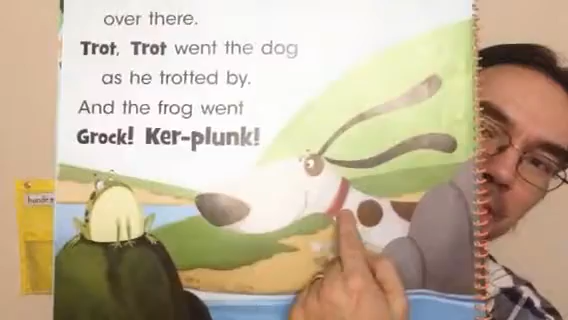 over there.
Trot, Trot went the dog
as he trotted by.
And the frog went
Grock! Ker-plunk!